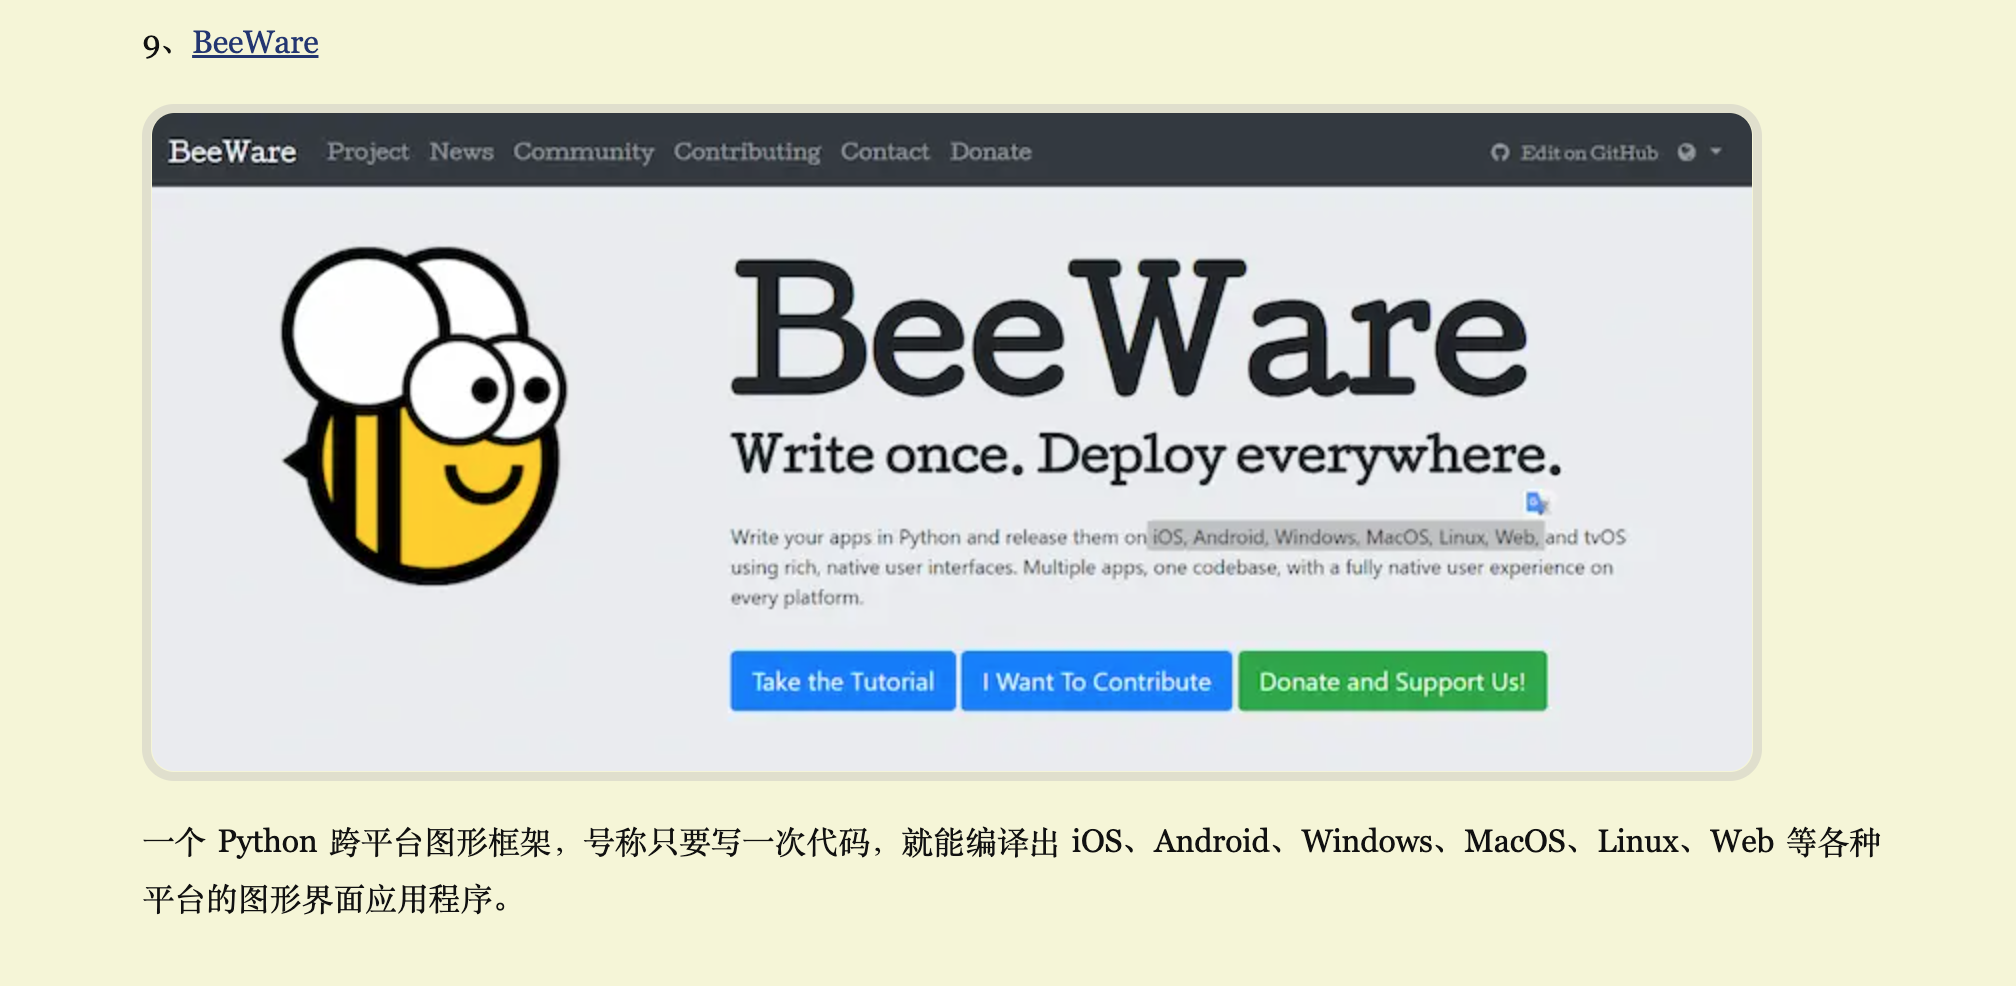 9、BeeWare
BeeWare Project News Community Contributing Contact Donate Edit on GitHub
BeeWare
Write once. Deploy everywhere.
Write your apps in Python and release them on iOS, Android, Windows, MacOS, Linux, Web, and tvOS
using rich, native user interfaces. Multiple apps, one codebase, with a fully native user experience on
every platform.
Take the Tutorial I Want To Contribute Donate and Support Us!
一个 Python 跨平台图形框架，号称只要写一次代码，就能编译出 iOS、Android、Windows、MacOS、Linux、Web 等各种
平台的图形界面应用程序。